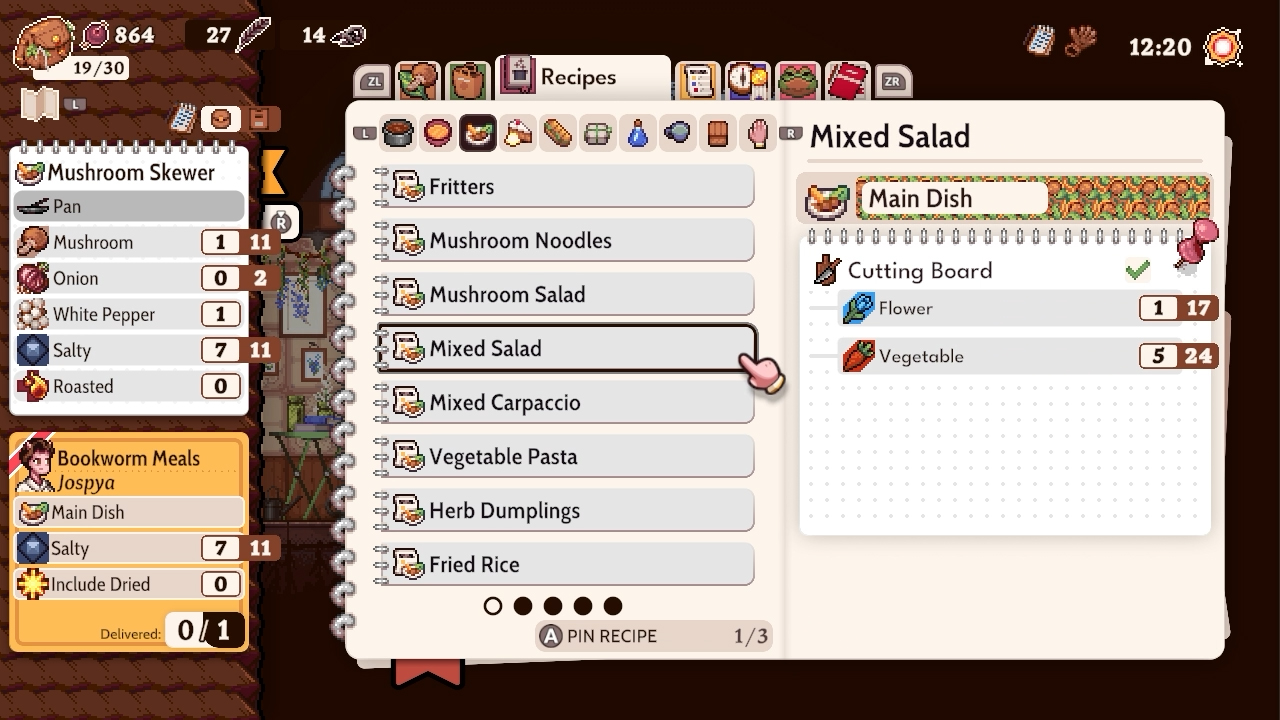 864
27
14
19/30
12:20
L
ZL
Recipes
ZR
L
R
Mushroom Skewer
Pan
Mushroom 1 11
Onion 0 2
White Pepper 1
Salty 7 11
Roasted 0
R
Bookworm Meals
Jospya
Main Dish
Salty 7 11
Include Dried 0
Delivered: 0/1
Fritters
Mushroom Noodles
Mushroom Salad
Mixed Salad
Mixed Carpaccio
Vegetable Pasta
Herb Dumplings
Fried Rice
A PIN RECIPE 1/3
Mixed Salad
Main Dish
Cutting Board
Flower 1 17
Vegetable 5 24